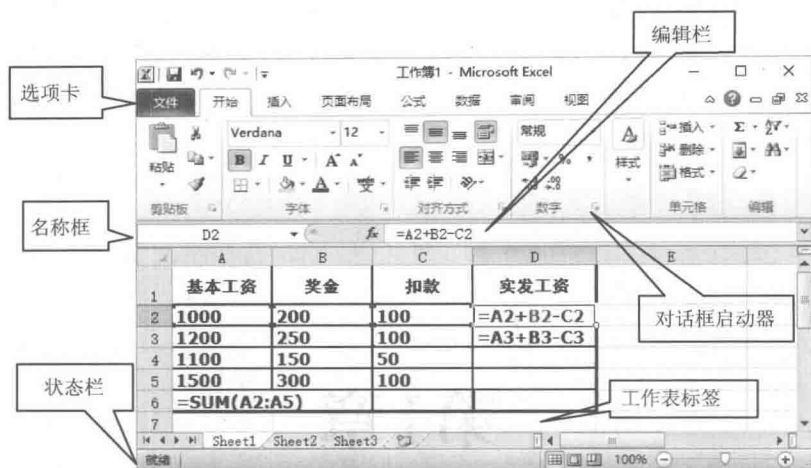 编辑栏
工作簿1 - Microsoft Excel
选项卡
文件 开始 插入 页面布局 公式 数据 审阅 视图
Verdana 12 常规 插入
粘贴 B I U A A % 样式 删除
格式
剪贴板 字体 对齐方式 数字 单元格 编辑
名称框
D2 fx =A2+B2-C2
A B C D E
1 基本工资 奖金 扣款 实发工资
2 1000 200 100 =A2+B2-C2
3 1200 250 100 =A3+B3-C3
对话框启动器
4 1100 150 50
5 1500 300 100
状态栏
工作表标签
6 =SUM(A2:A5)
7
Sheet1 Sheet2 Sheet3
就绪 100%